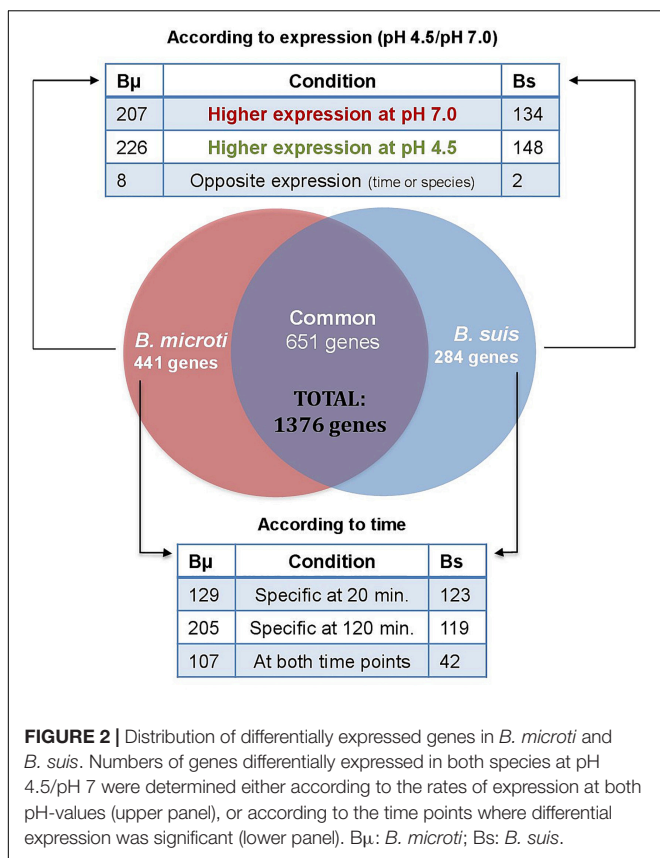 According to expression (pH 4.5/pH 7.0)
Bμ Condition Bs
207 Higher expression at pH 7.0 134
226 Higher expression at pH 4.5 148
8 Opposite expression (time or species) 2
Common
651 genes
B. microti
441 genes
B. suis
284 genes
TOTAL:
1376 genes
According to time
Bμ Condition Bs
129 Specific at 20 min. 123
205 Specific at 120 min. 119
107 At both time points 42
FIGURE 2 | Distribution of differentially expressed genes in B. microti and
B. suis. Numbers of genes differentially expressed in both species at pH
4.5/pH 7 were determined either according to the rates of expression at both
pH-values (upper panel), or according to the time points where differential
expression was significant (lower panel). Bμ: B. microti; Bs: B. suis.